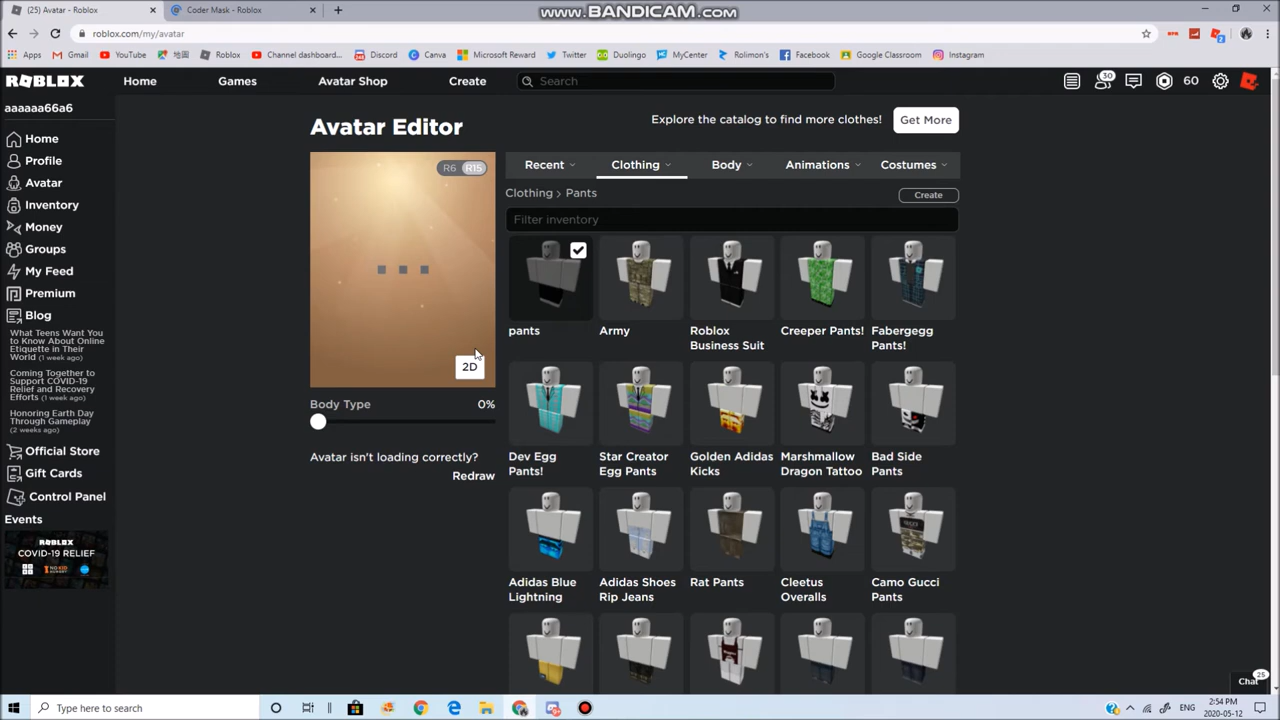 (25) Avatar - Roblox
Coder Mask - Roblox
www.BANDICAM.com
roblox.com/my/avatar
Apps
Gmail
YouTube
地圖
Roblox
Channel dashboard...
Discord
Canva
Microsoft Reward
Twitter
Duolingo
MyCenter
Rolimon's
Facebook
Google Classroom
Instagram
ROBLOX
Home
Games
Avatar Shop
Create
Search
30
60
aaaaaa66a6
Home
Profile
Avatar
Inventory
Money
Groups
My Feed
Premium
Blog
What Teens Want You
to Know About Online
Etiquette in Their
World (1 week ago)
Coming Together to
Support COVID-19
Relief and Recovery
Efforts (1 week ago)
Honoring Earth Day
Through Gameplay
(2 weeks ago)
Official Store
Gift Cards
Control Panel
Events
ROBLOX
COVID-19 RELIEF
Avatar Editor
Explore the catalog to find more clothes!
Get More
R6
R15
2D
Body Type
0%
Avatar isn't loading correctly?
Redraw
Recent
Clothing
Body
Animations
Costumes
Clothing > Pants
Create
Filter inventory
pants
Army
Roblox
Business Suit
Creeper Pants!
Fabergegg
Pants!
Dev Egg
Pants!
Star Creator
Egg Pants
Golden Adidas
Kicks
Marshmallow
Dragon Tattoo
Bad Side
Pants
Adidas Blue
Lightning
Adidas Shoes
Rip Jeans
Rat Pants
Cleetus
Overalls
Camo Gucci
Pants
Chat
25
Type here to search
ENG
2:54 PM
2020-05-12